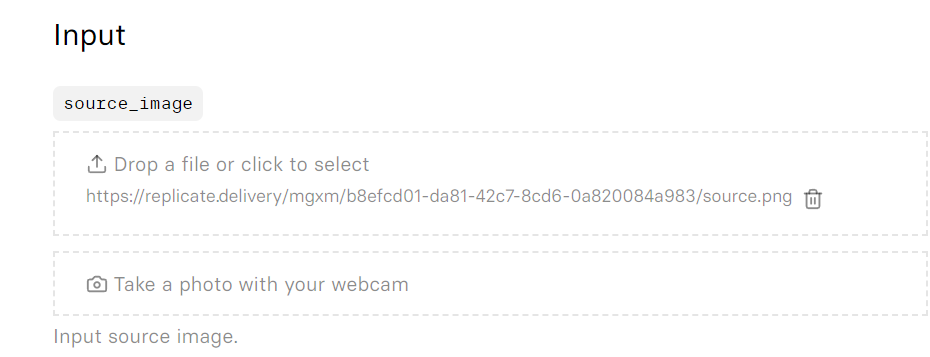 Input
source_image
Drop a file or click to select
https://replicate.delivery/mgxm/b8efcd01-da81-42c7-8cd6-0a820084a983/source.png
Take a photo with your webcam
Input source image.